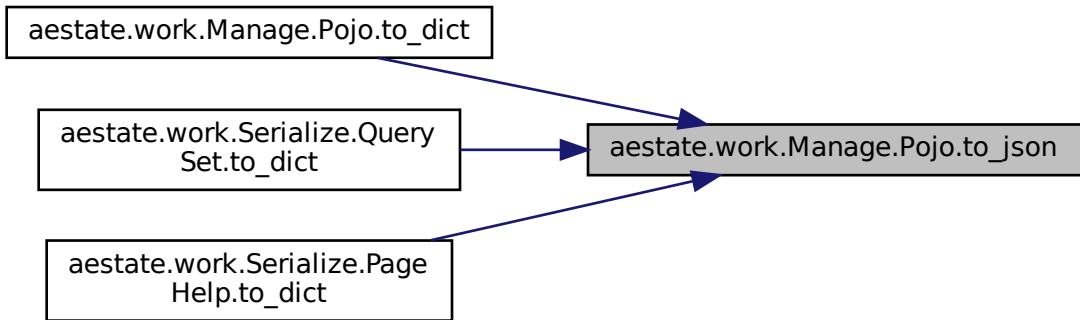 aestate.work.Manage.Pojo.to_dict
aestate.work.Serialize.Query
Set.to_dict
aestate.work.Manage.Pojo.to_json
aestate.work.Serialize.Page
Help.to_dict